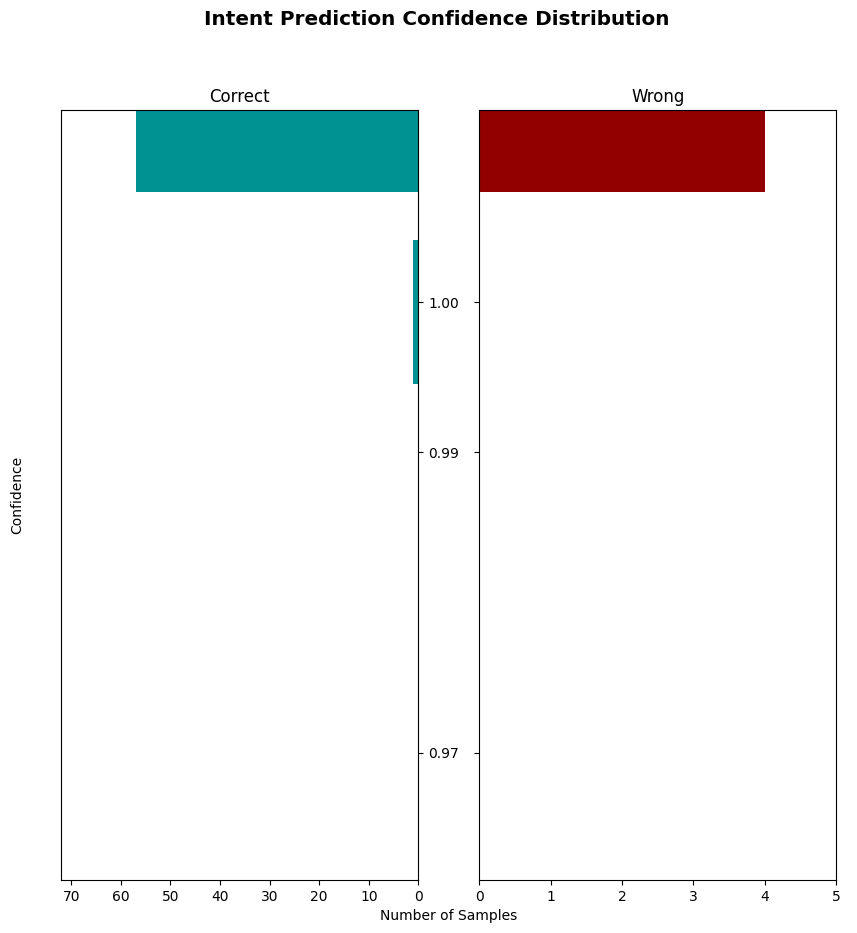 Intent Prediction Confidence Distribution
Correct
Wrong
1.00
0.99
0.97
Confidence
70 60 50 40 30 20 10 0
0 1 2 3 4 5
Number of Samples